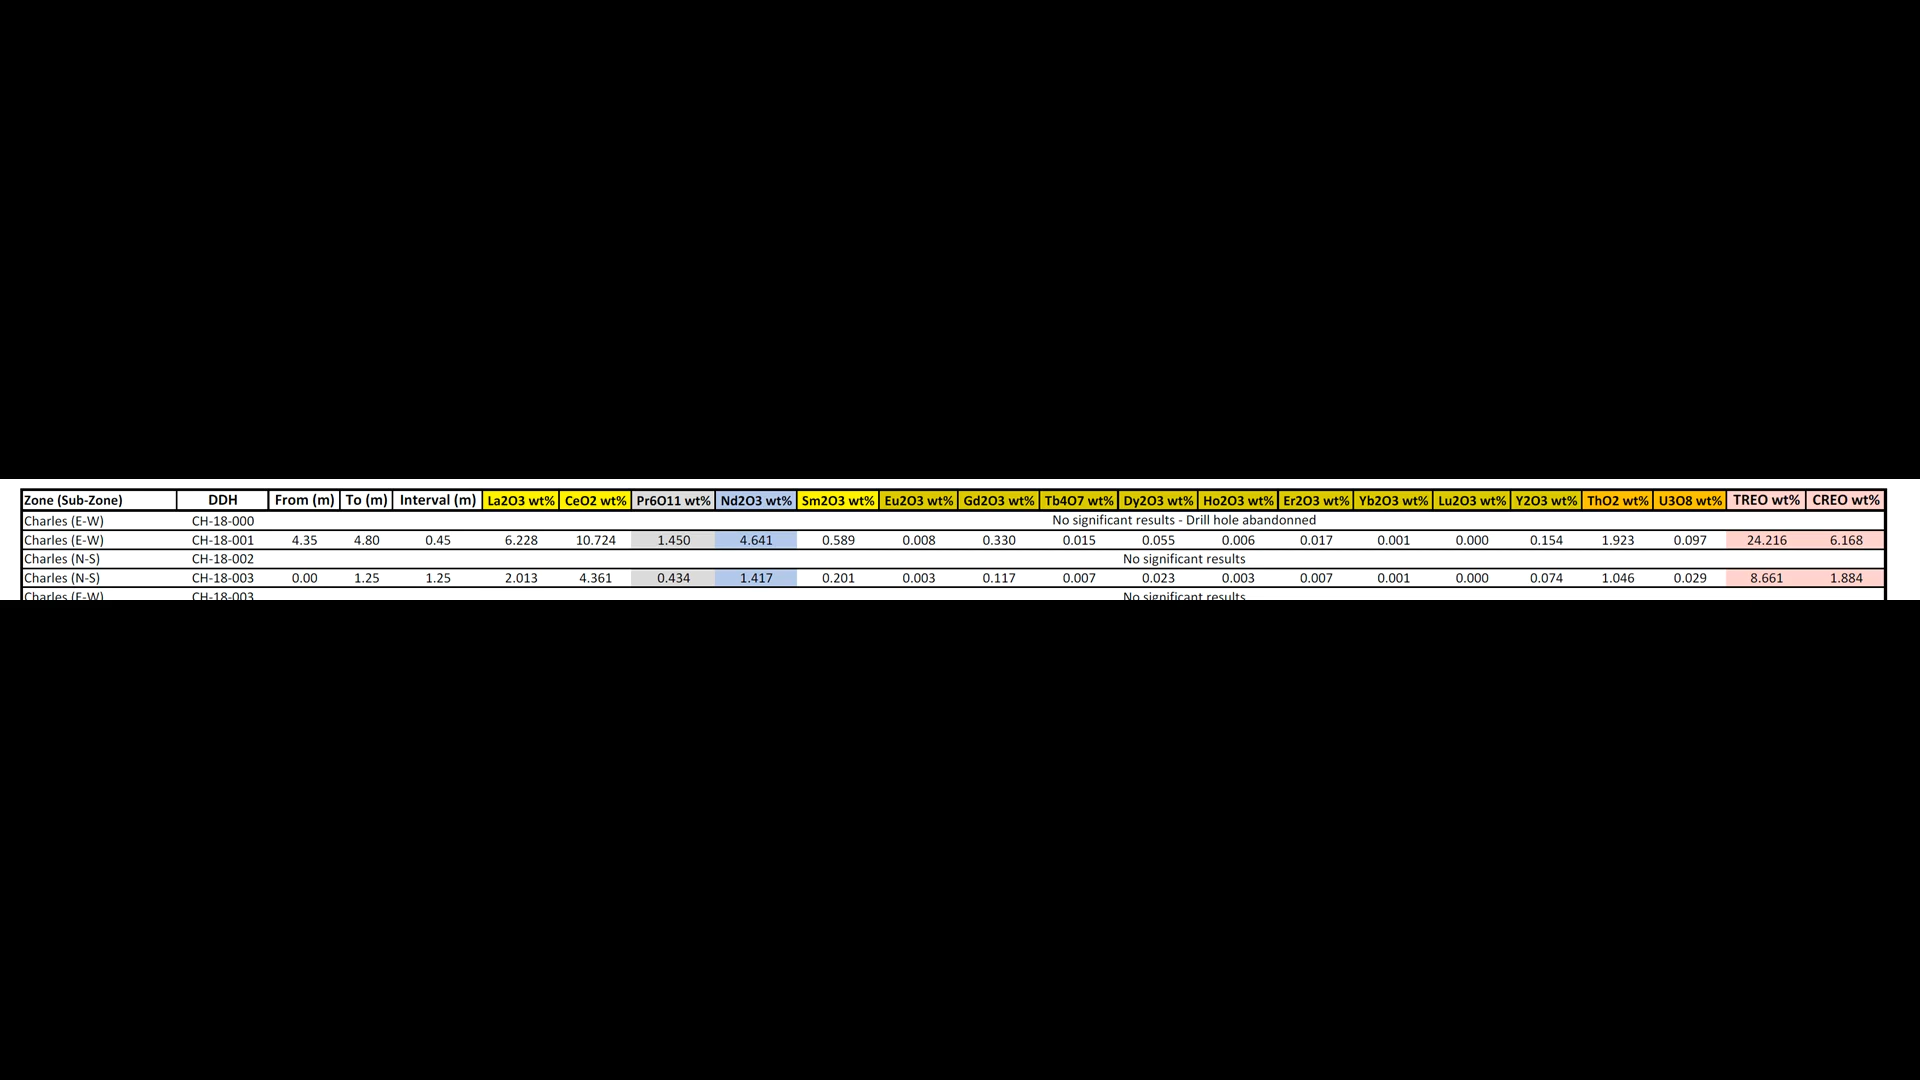 Zone (Sub-Zone) DDH From (m) To (m) Interval (m) La2O3 wt% CeO2 wt% Pr6O11 wt% Nd2O3 wt% Sm2O3 wt% Eu2O3 wt% Gd2O3 wt% Tb4O7 wt% Dy2O3 wt% Ho2O3 wt% Er2O3 wt% Yb2O3 wt% Lu2O3 wt% Y2O3 wt% ThO2 wt% U3O8 wt% TREO wt% CREO wt%
Charles (E-W) CH-18-000 No significant results - Drill hole abandonned
Charles (E-W) CH-18-001 4.35 4.80 0.45 6.228 10.724 1.450 4.641 0.589 0.008 0.330 0.015 0.055 0.006 0.017 0.001 0.000 0.154 1.923 0.097 24.216 6.168
Charles (N-S) CH-18-002 No significant results
Charles (N-S) CH-18-003 0.00 1.25 1.25 2.013 4.361 0.434 1.417 0.201 0.003 0.117 0.007 0.023 0.003 0.007 0.001 0.000 0.074 1.046 0.029 8.661 1.884
Charles (E-W) CH-18-003 No significant results